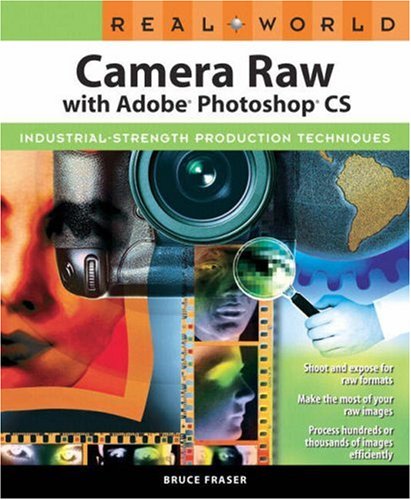 REAL WORLD
Camera Raw
with Adobe® Photoshop® CS
INDUSTRIAL-STRENGTH PRODUCTION TECHNIQUES
Shoot and expose for
raw formats
Make the most of your
raw images
Process hundreds or
thousands of images
efficiently
BRUCE FRASER